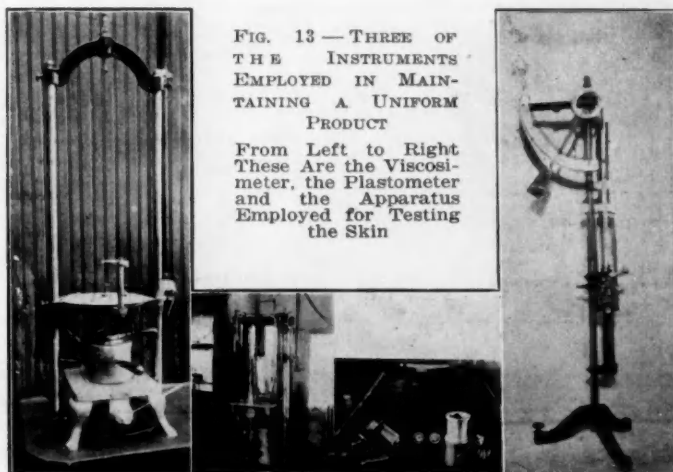 FIG. 13 — THREE OF
THE INSTRUMENTS
EMPLOYED IN MAIN-
TAINING A UNIFORM
PRODUCT
From Left to Right
These Are the Viscosi-
meter, the Plastometer
and the Apparatus
Employed for Testing
the Skin